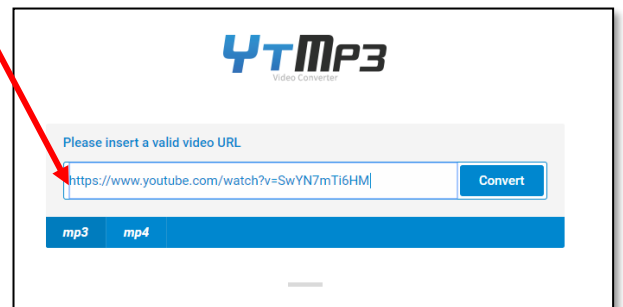 YTMP3
Video Converter
Please insert a valid video URL
https://www.youtube.com/watch?v=SwYN7mTi6HM
Convert
mp3 mp4